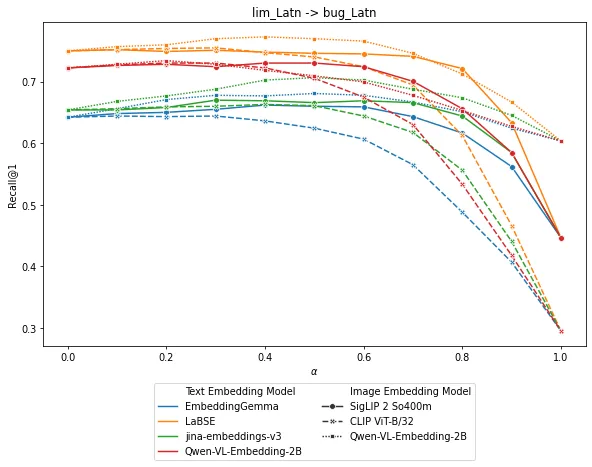 lim_Latn -> bug_Latn
Recall@1
0.7
0.6
0.5
0.4
0.3
0.0 0.2 0.4 0.6 0.8 1.0
α
Text Embedding Model Image Embedding Model
EmbeddingGemma SigLIP 2 So400m
LaBSE CLIP ViT-B/32
jina-embeddings-v3 Qwen-VL-Embedding-2B
Qwen-VL-Embedding-2B